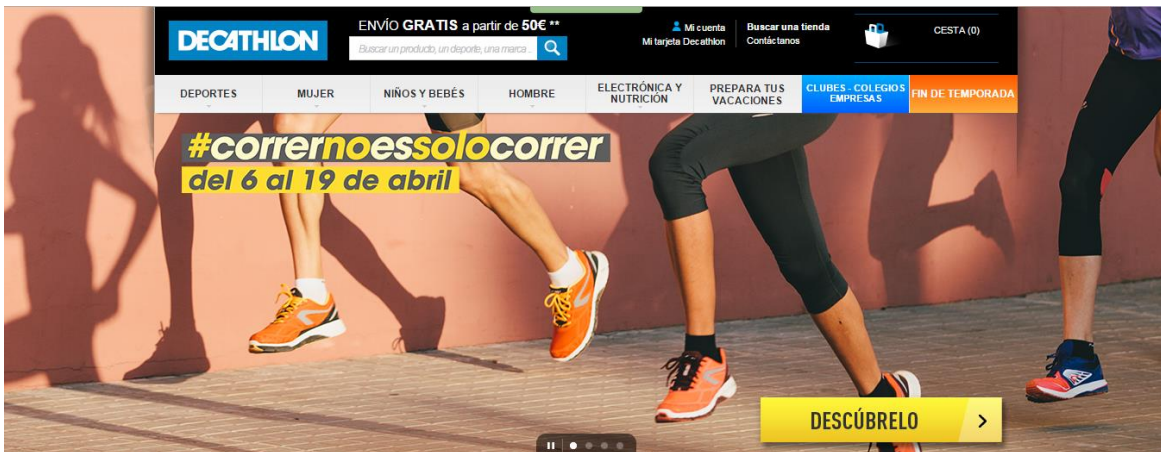 DECATHLON
ENVÍO GRATIS a partir de 50€ **
Buscar un producto, un deporte, una marca ..
Mi cuenta
Mi tarjeta Decathlon
Buscar una tienda
Contáctanos
CESTA (0)
DEPORTES
MUJER
NIÑOS Y BEBÉS
HOMBRE
ELECTRÓNICA Y
NUTRICIÓN
PREPARA TUS
VACACIONES
CLUBES - COLEGIOS
EMPRESAS
FIN DE TEMPORADA
#corrernoessolocorrer
del 6 al 19 de abril
DESCÚBRELO